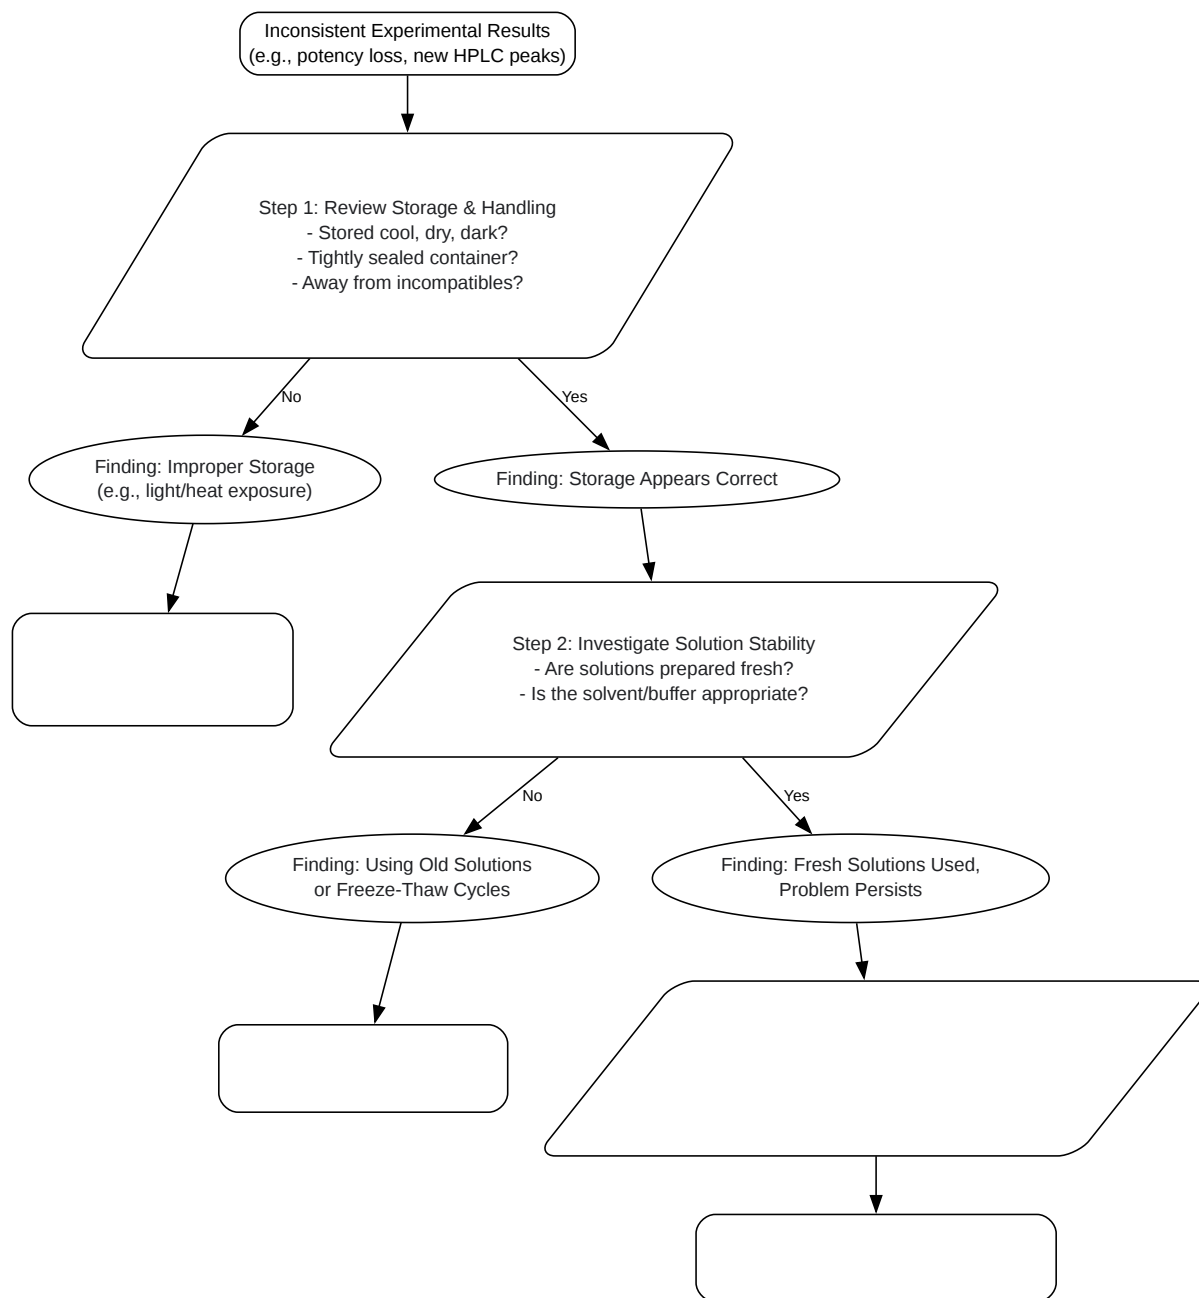 Inconsistent Experimental Results
(e.g., potency loss, new HPLC peaks)
Step 1: Review Storage & Handling
- Stored cool, dry, dark?
- Tightly sealed container?
- Away from incompatibles?
No
Yes
Finding: Improper Storage
(e.g., light/heat exposure)
Finding: Storage Appears Correct
Step 2: Investigate Solution Stability
- Are solutions prepared fresh?
- Is the solvent/buffer appropriate?
No
Yes
Finding: Using Old Solutions
or Freeze-Thaw Cycles
Finding: Fresh Solutions Used,
Problem Persists